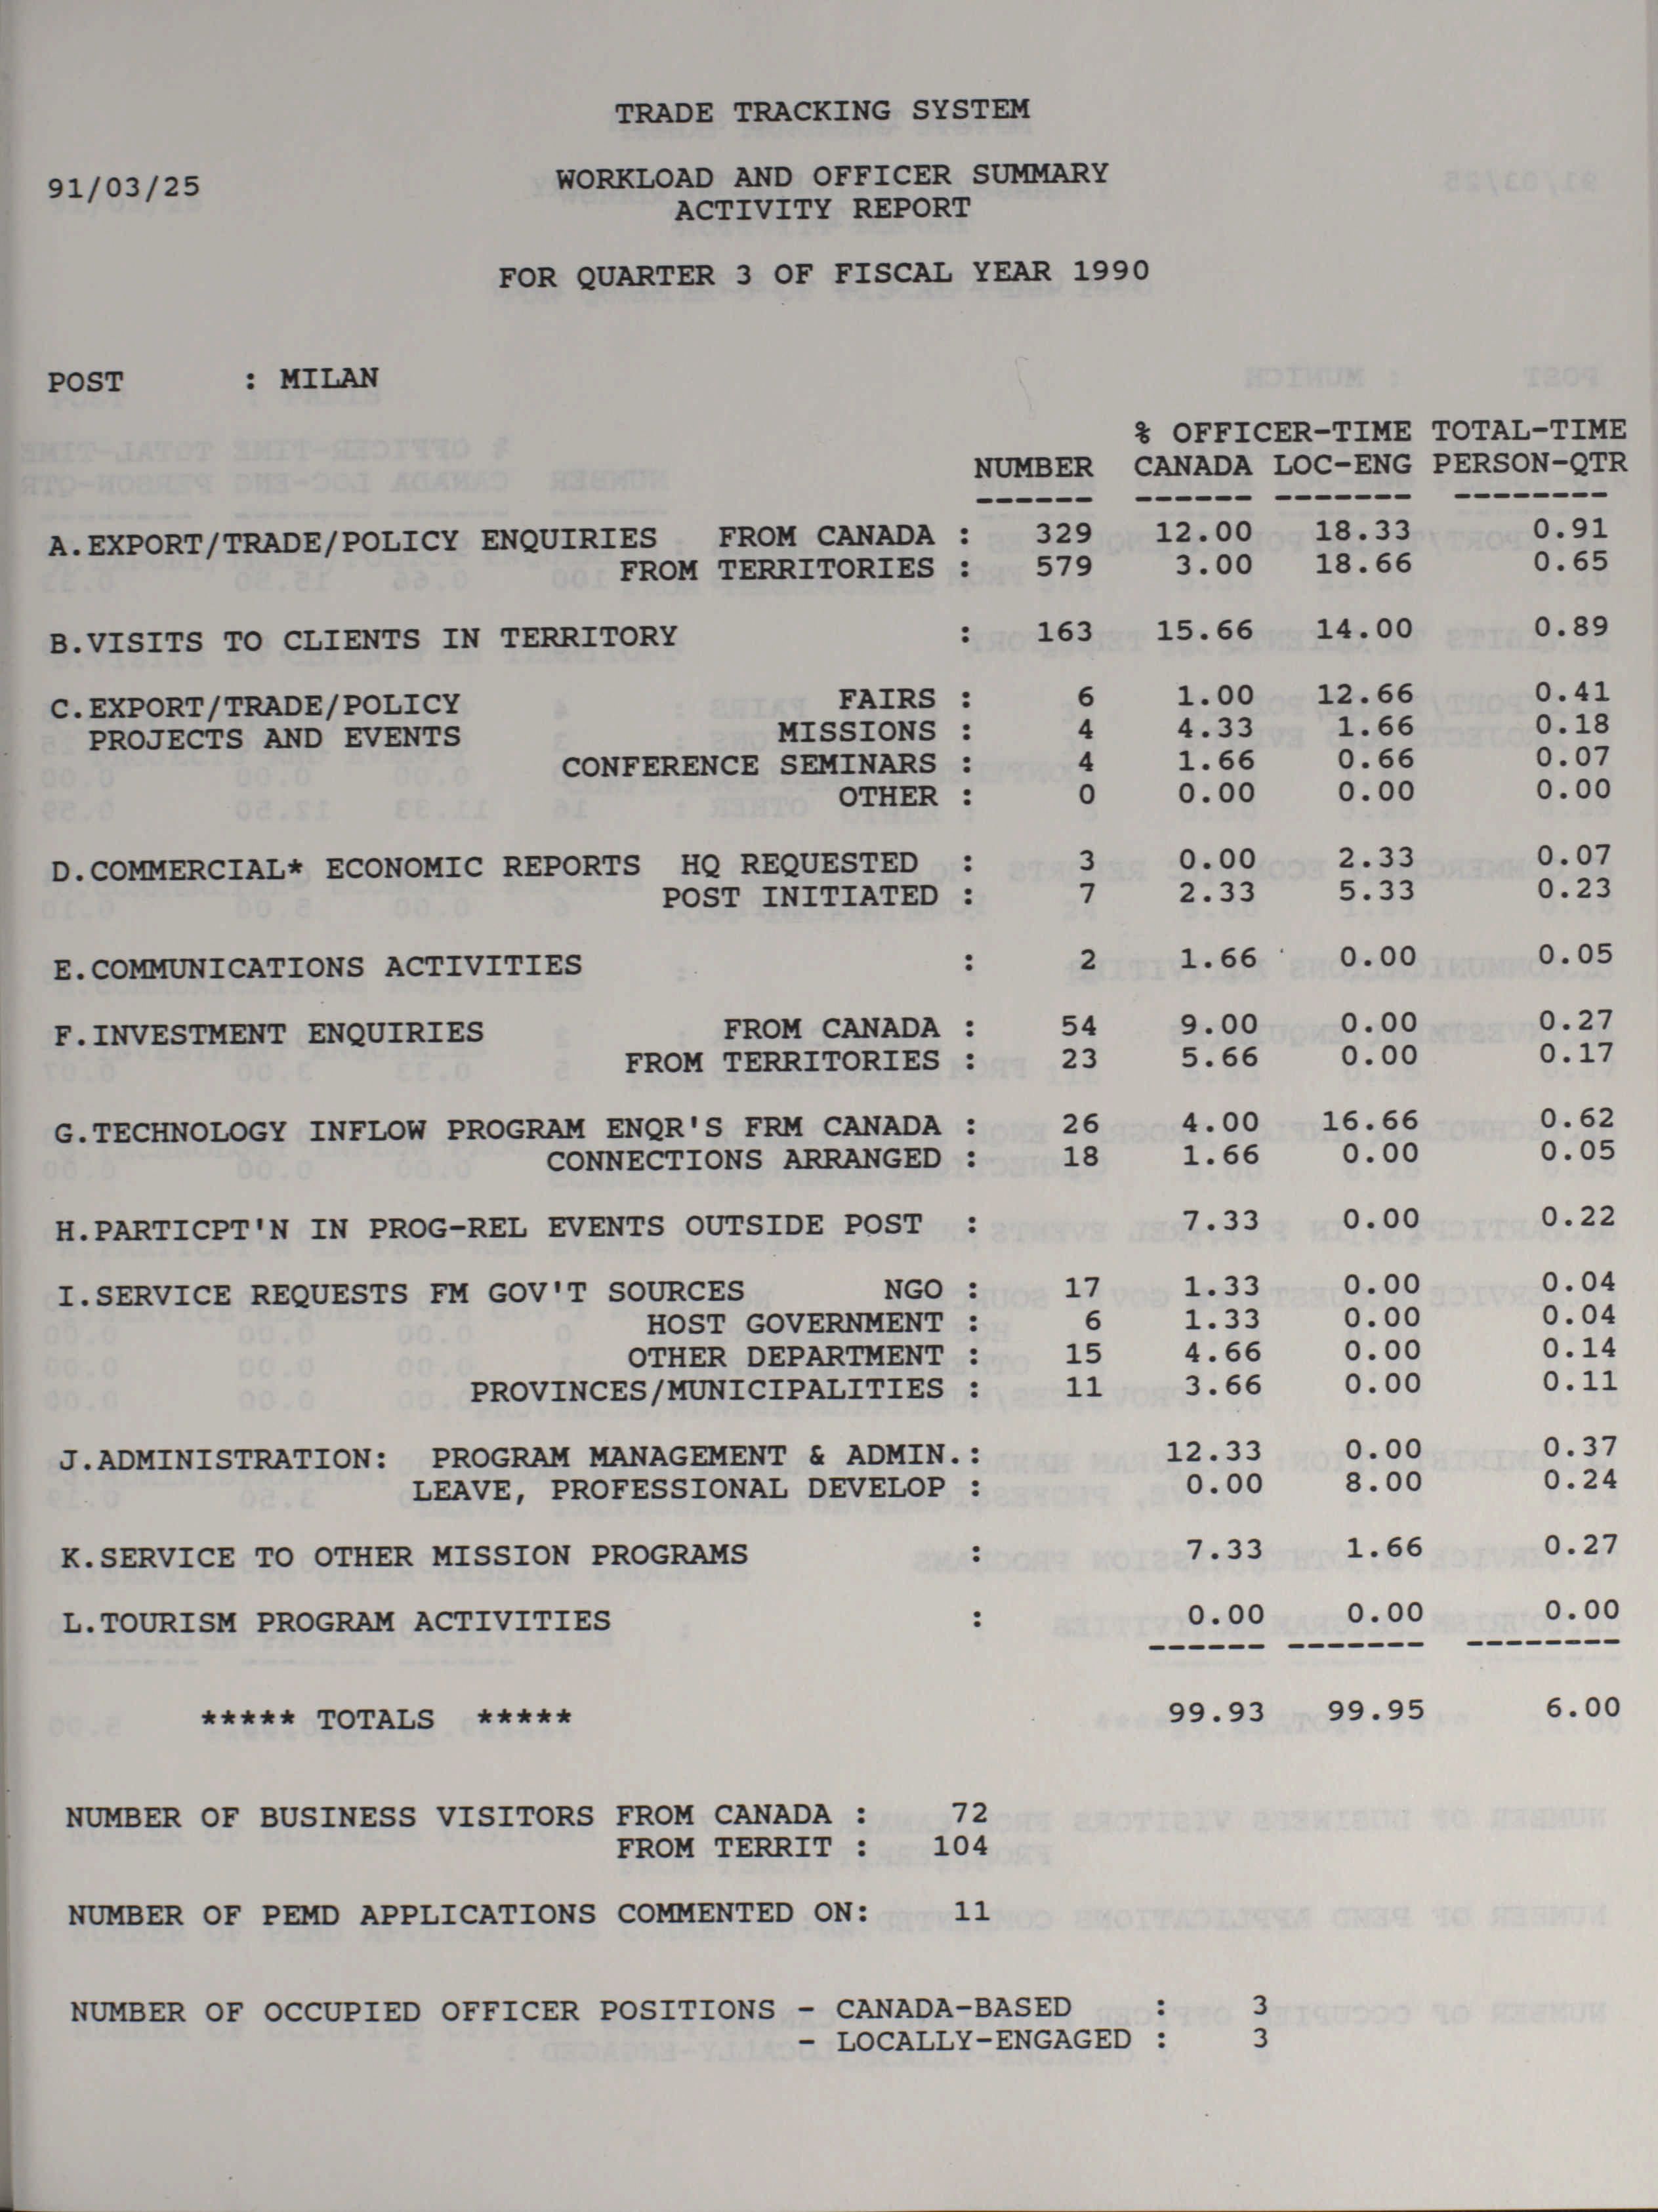 TRADE TRACKING SYSTEM
91/03/25 WORKLOAD AND OFFICER SUMMARY
ACTIVITY REPORT
FOR QUARTER 3 OF FISCAL YEAR 1990
POST : MILAN
% OFFICER-TIME TOTAL-TIME
NUMBER CANADA LOC-ENG PERSON-QTR
------ ------ ------- --------
A.EXPORT/TRADE/POLICY ENQUIRIES FROM CANADA : 329 12.00 18.33 0.91
FROM TERRITORIES : 579 3.00 18.66 0.65
B.VISITS TO CLIENTS IN TERRITORY : 163 15.66 14.00 0.89
C.EXPORT/TRADE/POLICY FAIRS : 6 1.00 12.66 0.41
PROJECTS AND EVENTS MISSIONS : 4 4.33 1.66 0.18
CONFERENCE SEMINARS : 4 1.66 0.66 0.07
OTHER : 0 0.00 0.00 0.00
D.COMMERCIAL* ECONOMIC REPORTS HQ REQUESTED : 3 0.00 2.33 0.07
POST INITIATED : 7 2.33 5.33 0.23
E.COMMUNICATIONS ACTIVITIES : 2 1.66 0.00 0.05
F.INVESTMENT ENQUIRIES FROM CANADA : 54 9.00 0.00 0.27
FROM TERRITORIES : 23 5.66 0.00 0.17
G.TECHNOLOGY INFLOW PROGRAM ENQR'S FRM CANADA : 26 4.00 16.66 0.62
CONNECTIONS ARRANGED : 18 1.66 0.00 0.05
H.PARTICPT'N IN PROG-REL EVENTS OUTSIDE POST : 7.33 0.00 0.22
I.SERVICE REQUESTS FM GOV'T SOURCES NGO : 17 1.33 0.00 0.04
HOST GOVERNMENT : 6 1.33 0.00 0.04
OTHER DEPARTMENT : 15 4.66 0.00 0.14
PROVINCES/MUNICIPALITIES : 11 3.66 0.00 0.11
J.ADMINISTRATION: PROGRAM MANAGEMENT & ADMIN.: 12.33 0.00 0.37
LEAVE, PROFESSIONAL DEVELOP : 0.00 8.00 0.24
K.SERVICE TO OTHER MISSION PROGRAMS : 7.33 1.66 0.27
L.TOURISM PROGRAM ACTIVITIES : 0.00 0.00 0.00
------ ------- --------
***** TOTALS ***** 99.93 99.95 6.00
NUMBER OF BUSINESS VISITORS FROM CANADA : 72
FROM TERRIT : 104
NUMBER OF PEMD APPLICATIONS COMMENTED ON: 11
NUMBER OF OCCUPIED OFFICER POSITIONS - CANADA-BASED : 3
- LOCALLY-ENGAGED : 3